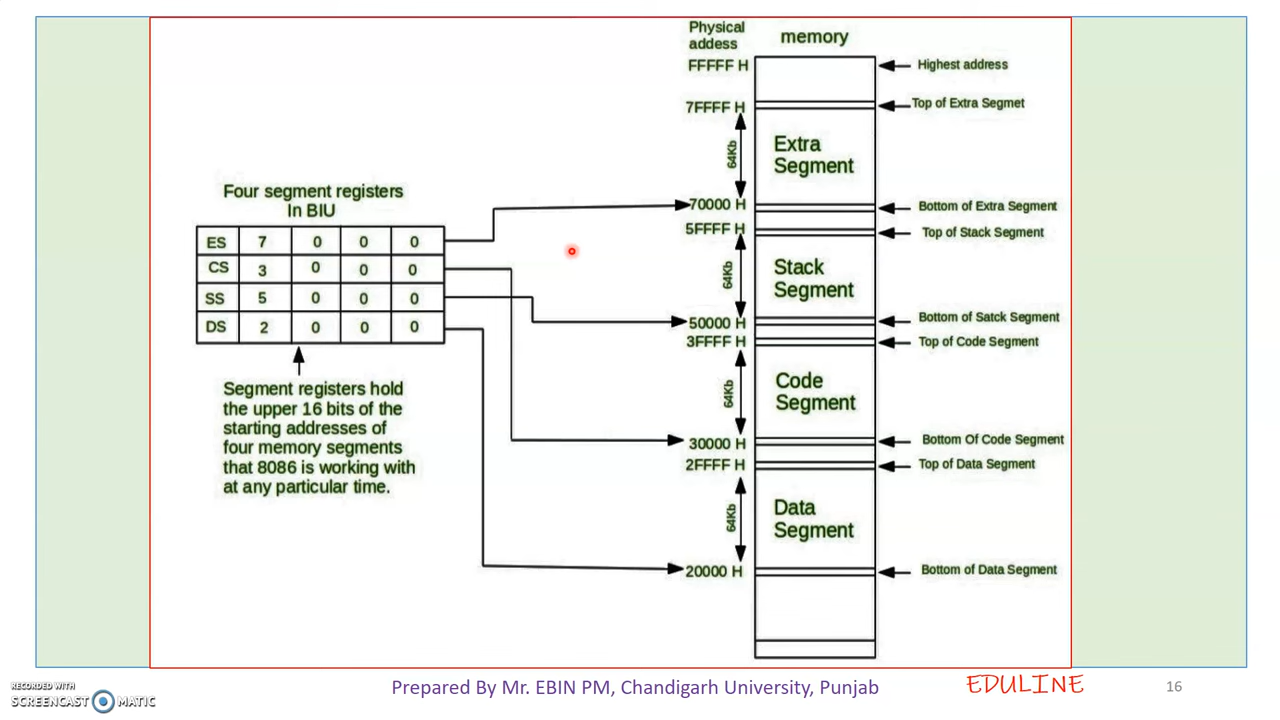 Physical
addess
memory
FFFFF H
Highest address
7FFFF H
Top of Extra Segmet
64Kb
Extra
Segment
70000 H
Bottom of Extra Segment
5FFFF H
Top of Stack Segment
64Kb
Stack
Segment
50000 H
Bottom of Satck Segment
3FFFF H
Top of Code Segment
64Kb
Code
Segment
30000 H
Bottom Of Code Segment
2FFFF H
Top of Data Segment
64Kb
Data
Segment
20000 H
Bottom of Data Segment
Four segment registers
In BIU
ES 7 0 0 0
CS 3 0 0 0
SS 5 0 0 0
DS 2 0 0 0
Segment registers hold
the upper 16 bits of the
starting addresses of
four memory segments
that 8086 is working with
at any particular time.
RECORDED WITH
SCREENCAST MATIC
Prepared By Mr. EBIN PM, Chandigarh University, Punjab
EDULINE
16